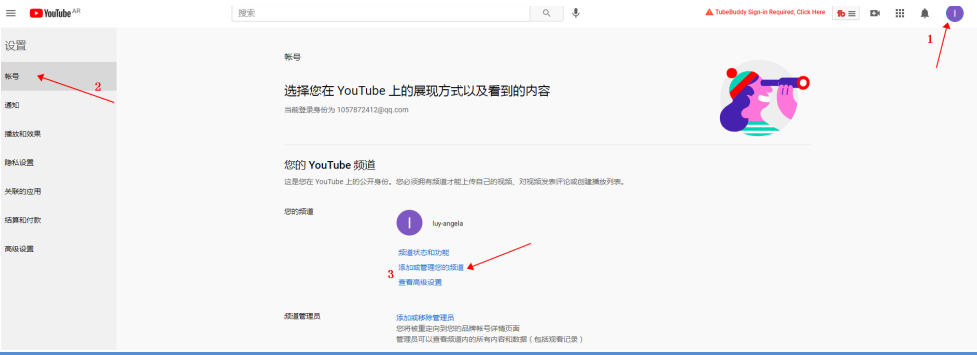 YouTube AR
搜索
TubeBuddy Sign-in Required, Click Here
tb
I
1
设置
帐号
2
通知
播放和效果
隐私设置
关联的应用
结算和付款
高级设置
帐号
选择您在 YouTube 上的展现方式以及看到的内容
当前登录身份为 1057872412@qq.com
您的 YouTube 频道
这是您在 YouTube 上的公开身份。您必须拥有频道才能上传自己的视频、对视频发表评论或创建播放列表。
您的频道
I
luy-angela
频道状态和功能
添加或管理您的频道
3
查看高级设置
频道管理员
添加或移除管理员
您将被重定向到您的品牌帐号详情页面
管理员可以查看频道内的所有内容和数据（包括观看记录）